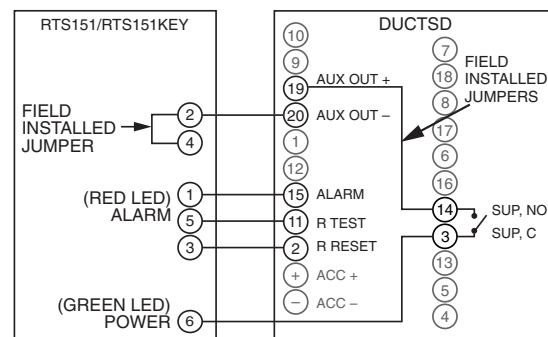 RTS151/RTS151KEY
FIELD
INSTALLED
JUMPER
2
4
(RED LED)
ALARM
1
5
3
(GREEN LED)
POWER
6
DUCTSD
10
9
19 AUX OUT +
20 AUX OUT –
1
12
15 ALARM
11 R TEST
2 R RESET
+ ACC +
– ACC –
FIELD
INSTALLED
JUMPERS
7
18
8
17
6
16
14 SUP, NO
3 SUP, C
13
5
4